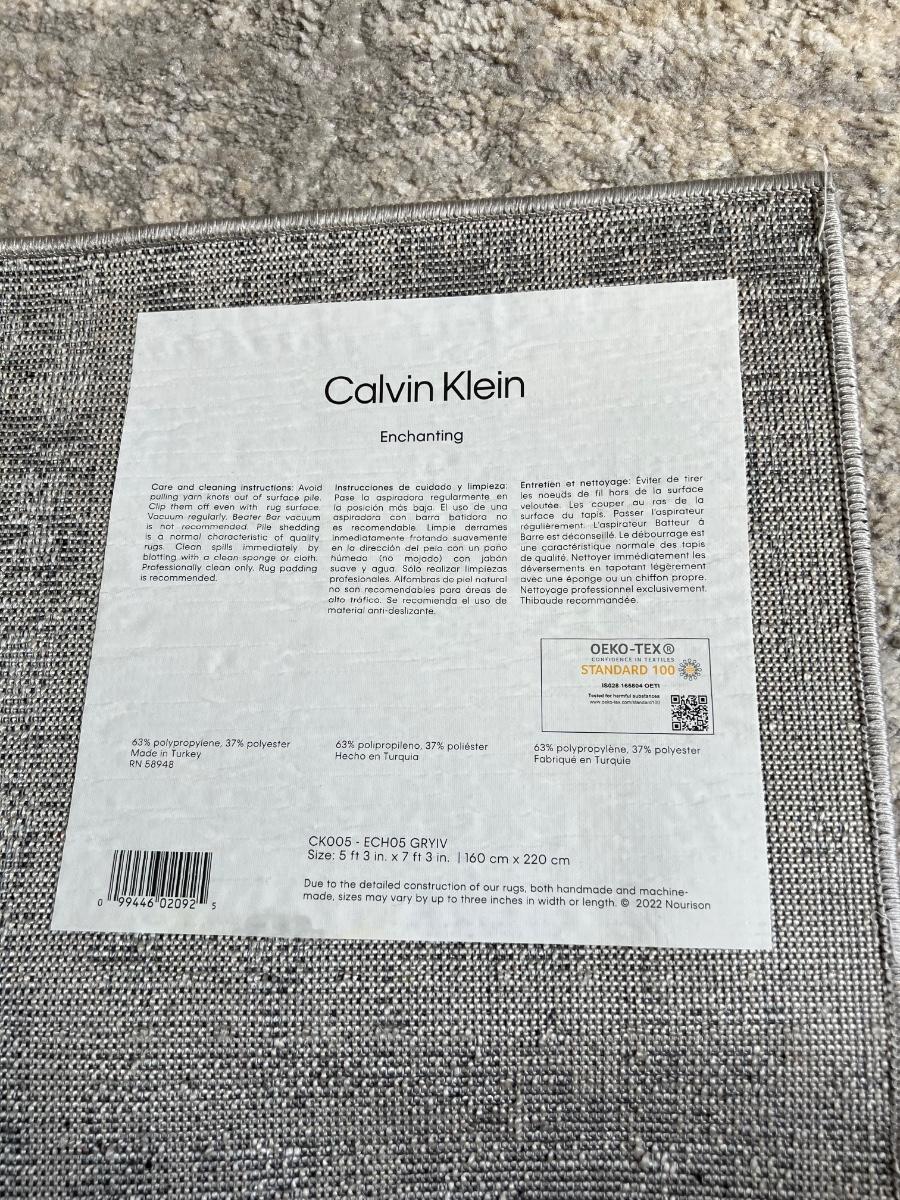 Calvin Klein
Enchanting
Care and cleaning instructions: Avoid
pulling yarn knots out of surface pile.
Clip them off even with rug surface.
Vacuum regularly. Beater Bar vacuum
is not recommended. Pile shedding
is a normal characteristic of quality
rugs. Clean spills immediately by
blotting with a clean sponge or cloth.
Professionally clean only. Rug padding
is recommended.
Instrucciones de cuidado y limpieza:
Pase la aspiradora regularmente en
la posición más baja. El uso de una
aspiradora con barra batidora no
es recomendable. Limpie derrames
inmediatamente frotando suavemente
en la dirección del pelo con un paño
húmedo (no mojado) con jabón
suave y agua. Sólo realizar limpiezas
profesionales. Alfombras de piel natural
no son recomendables para áreas de
alto tráfico. Se recomienda el uso de
material anti-deslizante.
Entretien et nettoyage: Éviter de tirer
les noeuds de fil hors de la surface
veloutée. Les couper au ras de la
surface du tapis. Passer l'aspirateur
régulièrement. L'aspirateur Batteur à
Barre est déconseillé. Le débourrage est
une caractéristique normale des tapis
de qualité. Nettoyer immédiatement les
déversements en tapotant légèrement
avec une éponge ou un chiffon propre.
Nettoyage professionnel exclusivement.
Thibaude recommandée.
OEKO-TEX®
CONFIDENCE IN TEXTILES
STANDARD 100
IS028 165804 OETI
Tested for harmful substances
www.oeko-tex.com/standard100
63% polypropylene, 37% polyester
Made in Turkey
RN 58948
63% polipropileno, 37% poliéster
Hecho en Turquia
63% polypropylène, 37% polyester
Fabriqué en Turquie
CK005 - ECH05 GRYIV
Size: 5 ft 3 in. x 7 ft 3 in. | 160 cm x 220 cm
Due to the detailed construction of our rugs, both handmade and machine-
made, sizes may vary by up to three inches in width or length. © 2022 Nourison
0 99446 02092 5